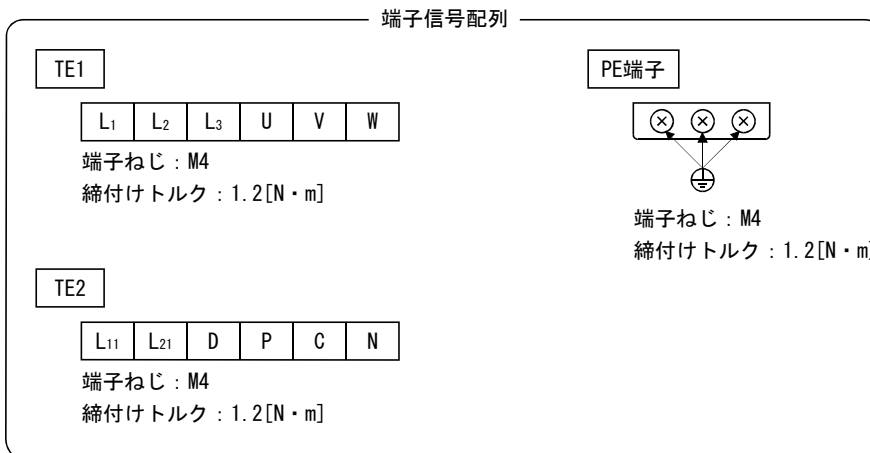 端子信号配列
TE1
L1 L2 L3 U V W
端子ねじ：M4
締付けトルク：1.2[N・m]
PE端子
端子ねじ：M4
締付けトルク：1.2[N・m]
TE2
L11 L21 D P C N
端子ねじ：M4
締付けトルク：1.2[N・m]